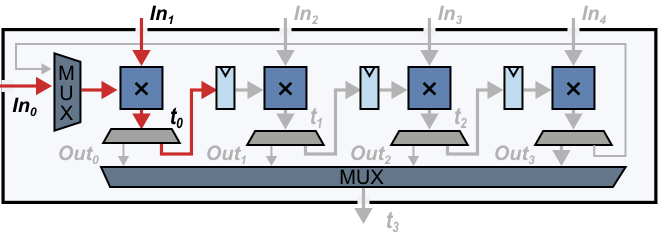 In1 In2 In3 In4
MUX × × × ×
In0 t0 t1 t2
Out0 Out1 Out2 Out3
MUX
t3